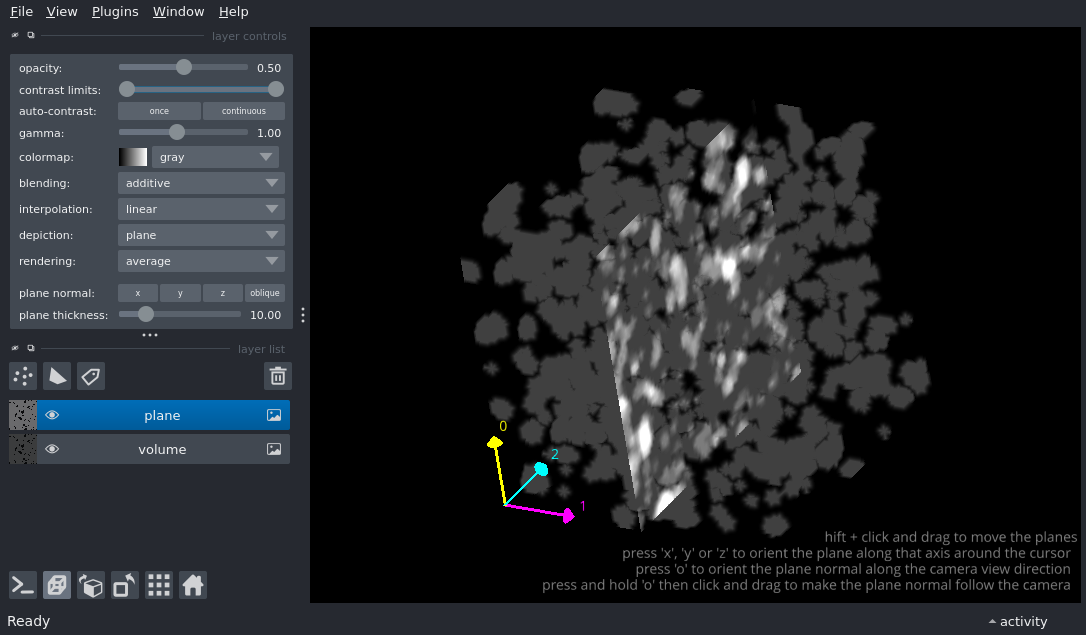 File View Plugins Window Help
layer controls
opacity: 0.50
contrast limits:
auto-contrast: once continuous
gamma: 1.00
colormap: gray
blending: additive
interpolation: linear
depiction: plane
rendering: average
plane normal: x y z oblique
plane thickness: 10.00
layer list
plane
volume
0
2
1
hift + click and drag to move the planes
press 'x', 'y' or 'z' to orient the plane along that axis around the cursor
press 'o' to orient the plane normal along the camera view direction
press and hold 'o' then click and drag to make the plane normal follow the camera
Ready activity